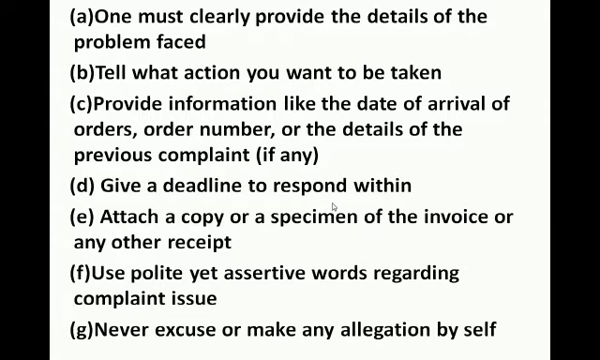 (a)One must clearly provide the details of the
problem faced
(b)Tell what action you want to be taken
(c)Provide information like the date of arrival of
orders, order number, or the details of the
previous complaint (if any)
(d) Give a deadline to respond within
(e) Attach a copy or a specimen of the invoice or
any other receipt
(f)Use polite yet assertive words regarding
complaint issue
(g)Never excuse or make any allegation by self